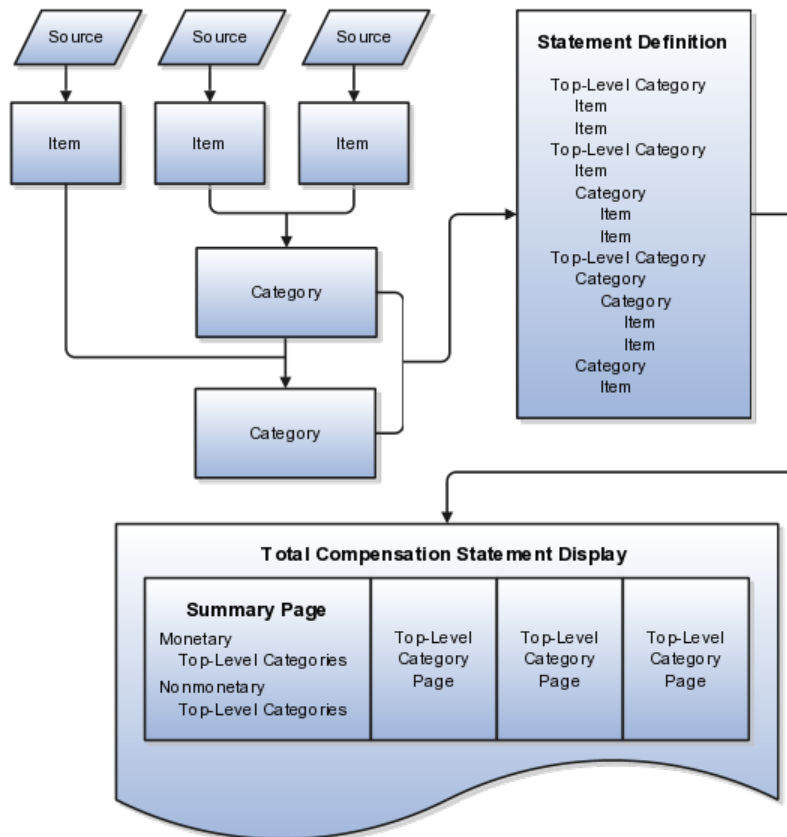 Source
Source
Source
Item
Item
Item
Category
Category
Statement Definition
Top-Level Category
Item
Item
Top-Level Category
Item
Category
Item
Item
Top-Level Category
Category
Category
Item
Item
Category
Item
Total Compensation Statement Display
Summary Page
Monetary
Top-Level Categories
Nonmonetary
Top-Level Categories
Top-Level
Category
Page
Top-Level
Category
Page
Top-Level
Category
Page